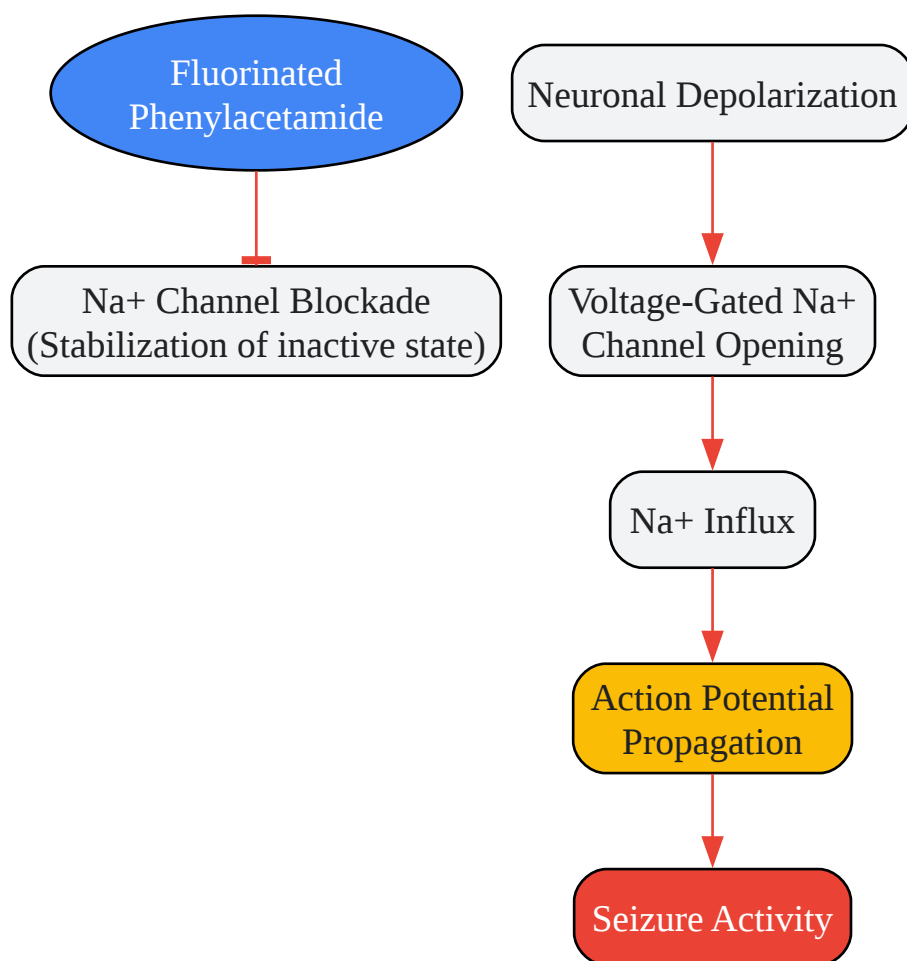 Fluorinated
Phenylacetamide
Neuronal Depolarization
Na+ Channel Blockade
(Stabilization of inactive state)
Voltage-Gated Na+
Channel Opening
Na+ Influx
Action Potential
Propagation
Seizure Activity